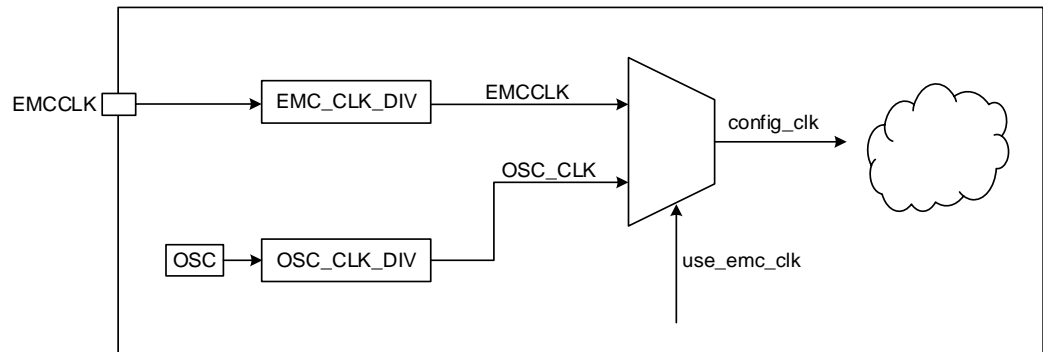 EMCCLK
EMC_CLK_DIV
EMCCLK
config_clk
OSC_CLK
OSC
OSC_CLK_DIV
use_emc_clk